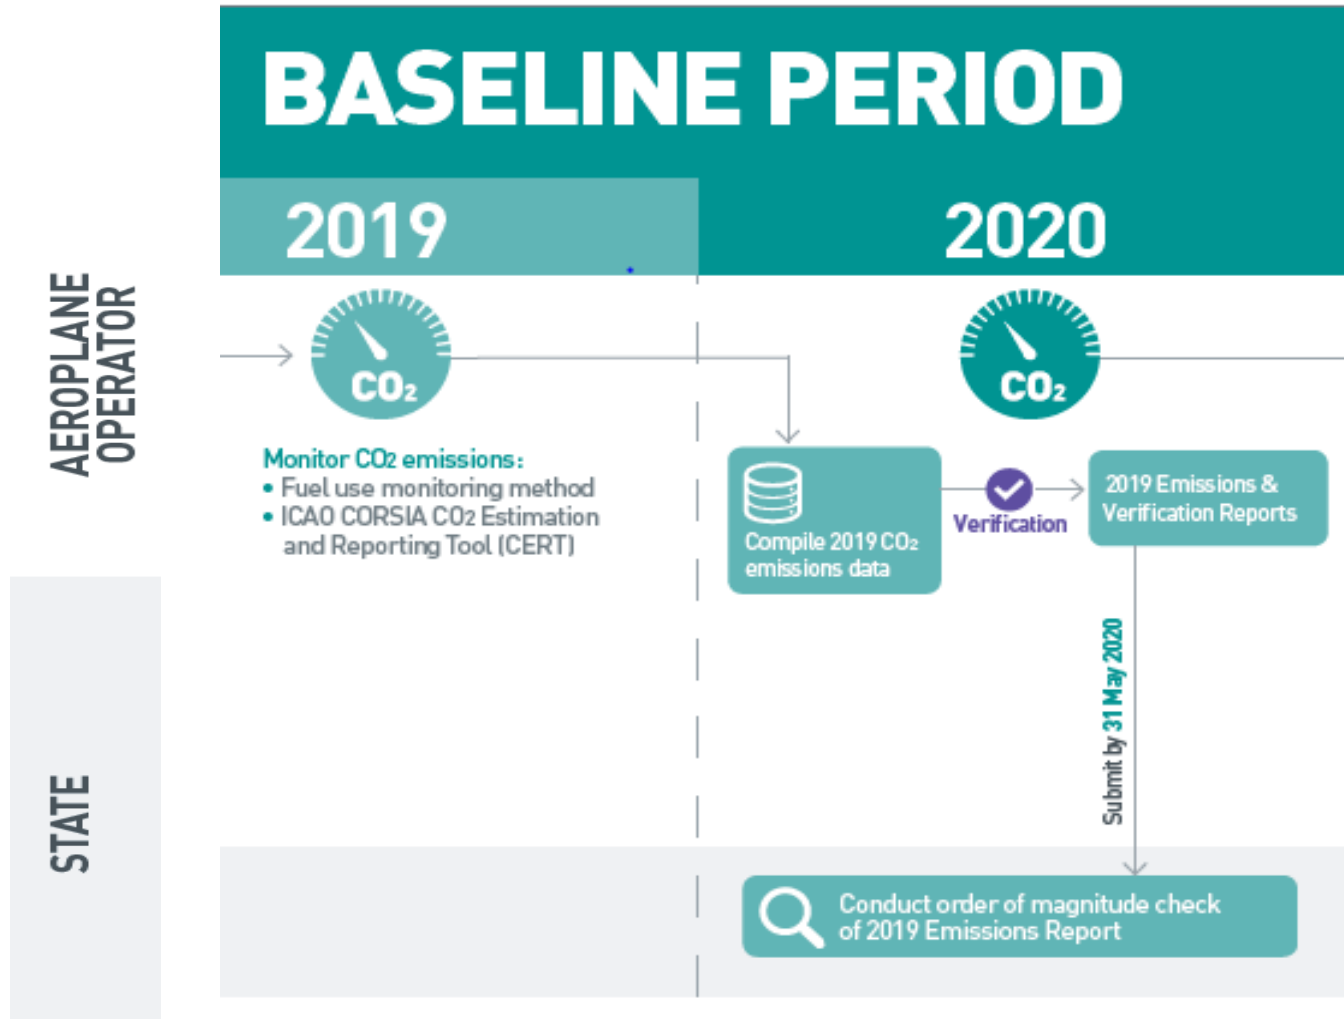 BASELINE PERIOD
2019
2020
AEROPLANE
OPERATOR
CO₂
CO₂
Monitor CO₂ emissions:
• Fuel use monitoring method
• ICAO CORSIA CO₂ Estimation
and Reporting Tool (CERT)
Compile 2019 CO₂
emissions data
Verification
2019 Emissions &
Verification Reports
Submit by 31 May 2020
STATE
Conduct order of magnitude check
of 2019 Emissions Report